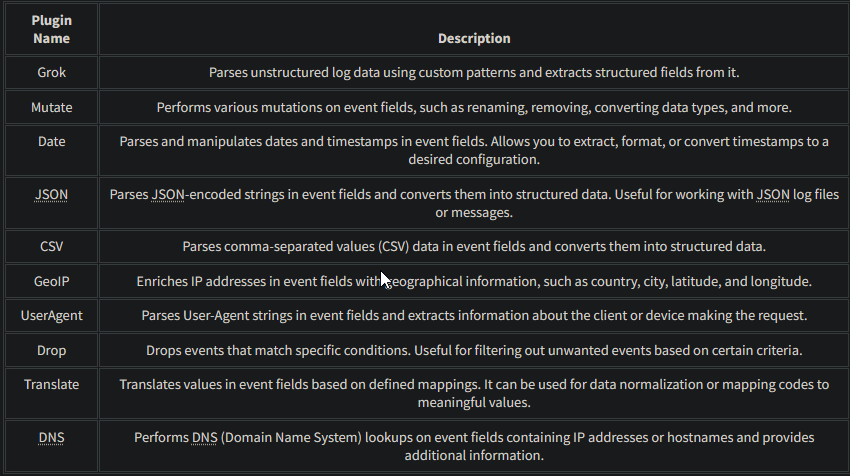 Plugin
Name
Description
Grok
Parses unstructured log data using custom patterns and extracts structured fields from it.
Mutate
Performs various mutations on event fields, such as renaming, removing, converting data types, and more.
Date
Parses and manipulates dates and timestamps in event fields. Allows you to extract, format, or convert timestamps to a
desired configuration.
JSON
Parses JSON-encoded strings in event fields and converts them into structured data. Useful for working with JSON log files
or messages.
CSV
Parses comma-separated values (CSV) data in event fields and converts them into structured data.
GeoIP
Enriches IP addresses in event fields with geographical information, such as country, city, latitude, and longitude.
UserAgent
Parses User-Agent strings in event fields and extracts information about the client or device making the request.
Drop
Drops events that match specific conditions. Useful for filtering out unwanted events based on certain criteria.
Translate
Translates values in event fields based on defined mappings. It can be used for data normalization or mapping codes to
meaningful values.
DNS
Performs DNS (Domain Name System) lookups on event fields containing IP addresses or hostnames and provides
additional information.